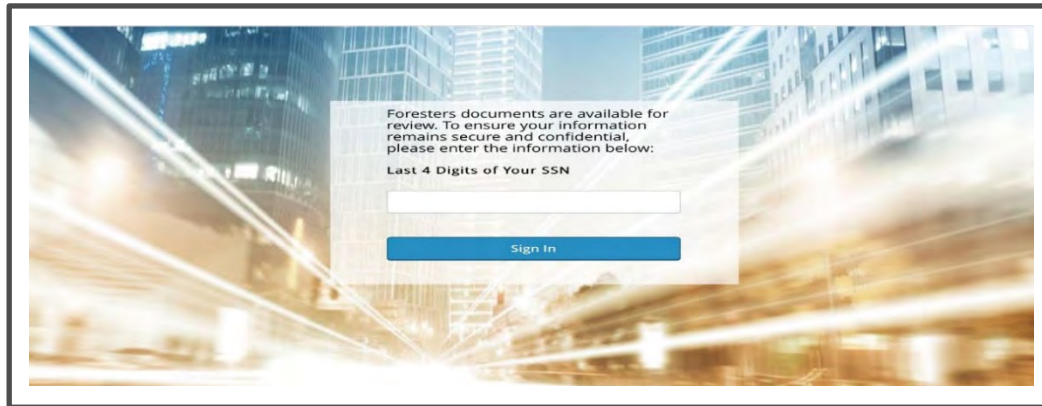 Foresters documents are available for
review. To ensure your information
remains secure and confidential,
please enter the information below:
Last 4 Digits of Your SSN
Sign In